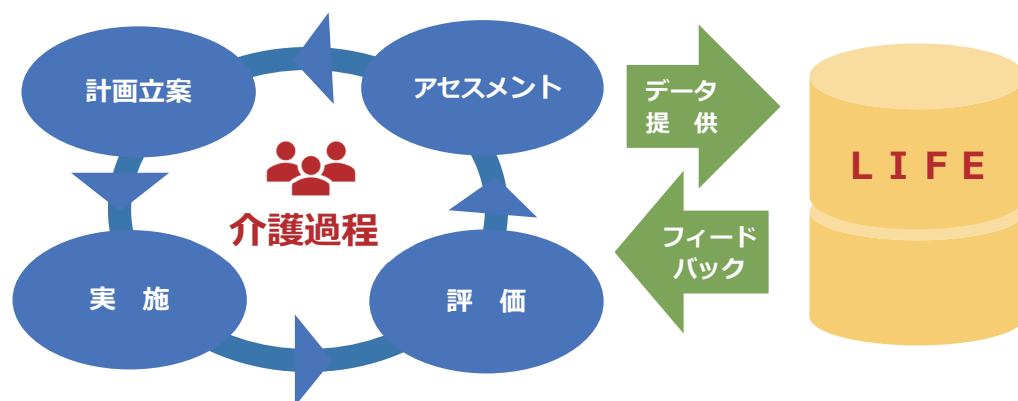 計画立案
アセスメント
データ
提　供
ＬＩＦＥ
介護過程
フィード
バック
実　施
評　価